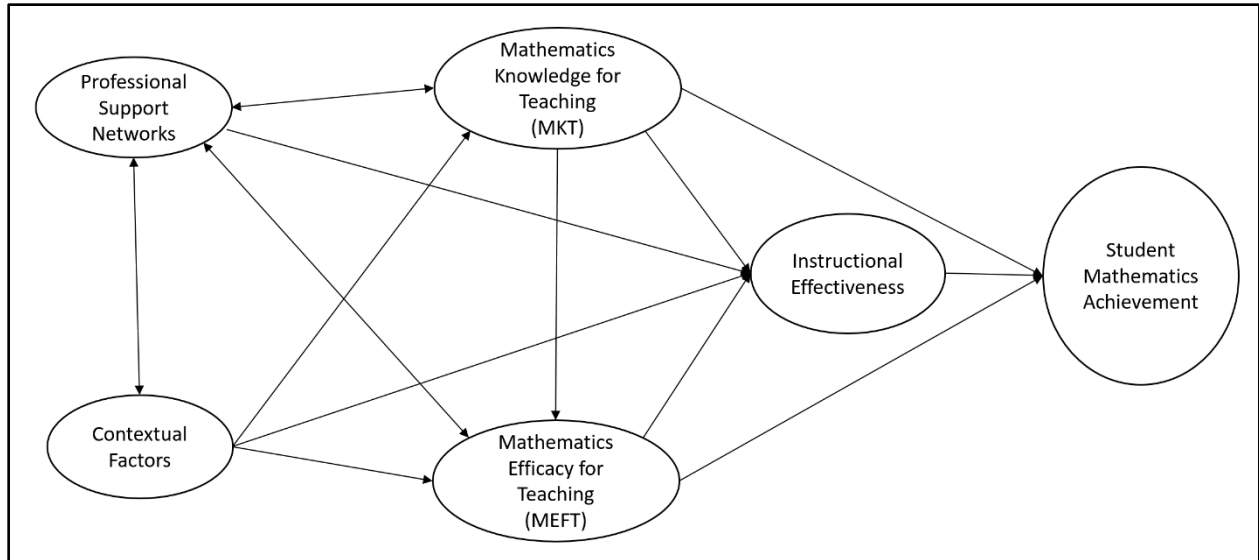 Professional
Support
Networks
Mathematics
Knowledge for
Teaching
(MKT)
Instructional
Effectiveness
Student
Mathematics
Achievement
Contextual
Factors
Mathematics
Efficacy for
Teaching
(MEFT)